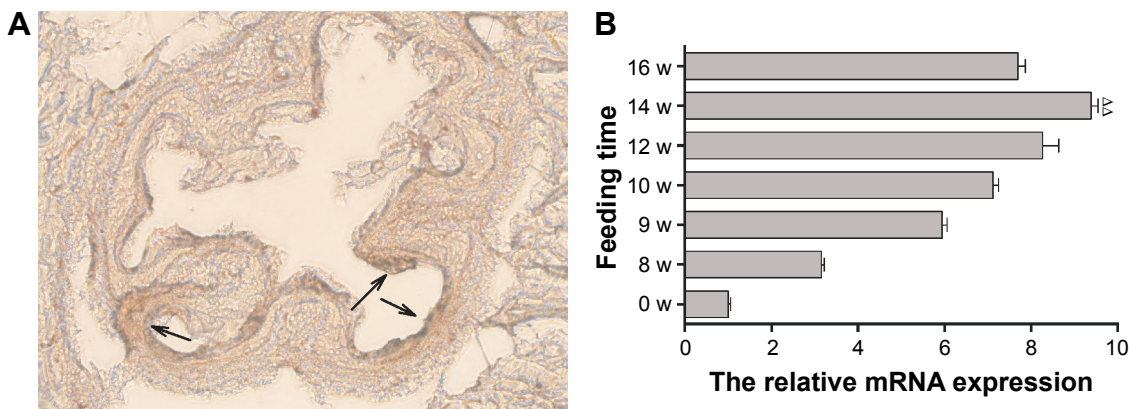 A
B
Feeding time
16 w
14 w
12 w
10 w
9 w
8 w
0 w
0 2 4 6 8 10
The relative mRNA expression